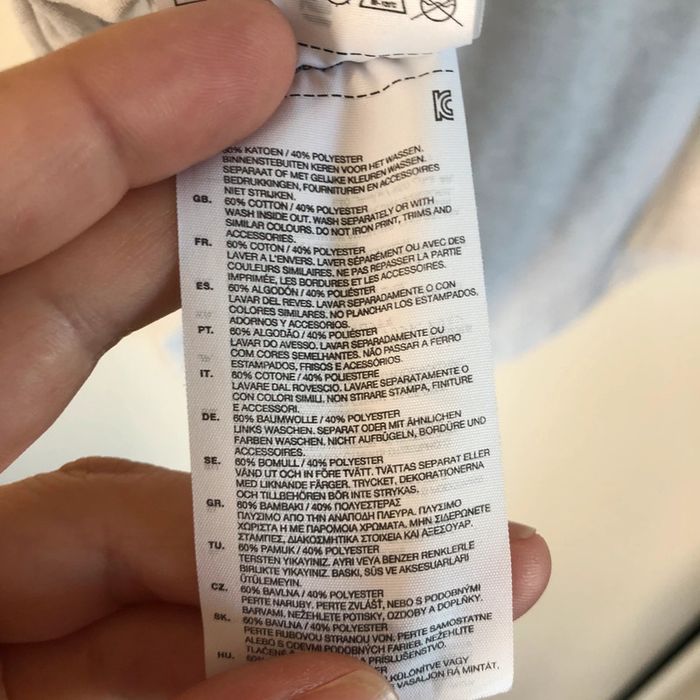 60% KATOEN / 40% POLYESTER
BINNENSTEBUITEN KEREN VOOR HET WASSEN.
SEPARAAT OF MET GELIJKE KLEUREN WASSEN.
BEDRUKKINGEN, FOURNITUREN EN ACCESSOIRES
NIET STRIJKEN.
GB. 60% COTTON / 40% POLYESTER
WASH INSIDE OUT. WASH SEPARATELY OR WITH
SIMILAR COLOURS. DO NOT IRON PRINT, TRIMS AND
ACCESSORIES.
FR. 60% COTON / 40% POLYESTER
LAVER A L'ENVERS. LAVER SÉPARÉMENT OU AVEC DES
COULEURS SIMILAIRES. NE PAS REPASSER LA PARTIE
IMPRIMÉE, LES BORDURES ET LES ACCESSOIRES.
ES. 60% ALGODÓN / 40% POLIÉSTER
LAVAR DEL REVES. LAVAR SEPARADAMENTE O CON
COLORES SIMILARES. NO PLANCHAR LOS ESTAMPADOS,
ADORNOS Y ACCESORIOS.
PT. 60% ALGODÃO / 40% POLIÉSTER
LAVAR DO AVESSO. LAVAR SEPARADAMENTE OU
COM CORES SEMELHANTES. NÃO PASSAR A FERRO
ESTAMPADOS, FRISOS E ACESSÓRIOS.
IT. 60% COTONE / 40% POLIESTERE
LAVARE DAL ROVESCIO. LAVARE SEPARATAMENTE O
CON COLORI SIMILI. NON STIRARE STAMPA, FINITURE
E ACCESSORI.
DE. 60% BAUMWOLLE / 40% POLYESTER
LINKS WASCHEN. SEPARAT ODER MIT ÄHNLICHEN
FARBEN WASCHEN. NICHT AUFBÜGELN, BORDÜRE UND
ACCESSOIRES.
SE. 60% BOMULL / 40% POLYESTER
VÄND UT OCH IN FÖRE TVÄTT. TVÄTTAS SEPARAT ELLER
MED LIKNANDE FÄRGER. TRYCKET, DEKORATIONERNA
OCH TILLBEHÖREN BÖR INTE STRYKAS.
GR. 60% ΒΑΜΒΑΚΙ / 40% ΠΟΛΥΕΣΤΕΡΑΣ
ΠΛΥΣΙΜΟ ΑΠΟ ΤΗΝ ΑΝΑΠΟΔΗ ΠΛΕΥΡΑ. ΠΛΥΣΙΜΟ
ΧΩΡΙΣΤΑ Η ΜΕ ΠΑΡΟΜΟΙΑ ΧΡΩΜΑΤΑ. ΜΗΝ ΣΙΔΕΡΩΝΕΤΕ
ΣΤΑΜΠΕΣ, ΔΙΑΚΟΣΜΗΤΙΚΑ ΣΤΟΙΧΕΙΑ ΚΑΙ ΑΞΕΣΟΥΑΡ.
TU. 60% PAMUK / 40% POLYESTER
TERSTEN YIKAYINIZ. AYRI VEYA BENZER RENKLERLE
BIRLIKTE YIKAYINIZ. BASKI, SÜS VE AKSESUARLARI
ÜTÜLEMEYIN.
CZ. 60% BAVLNA / 40% POLYESTER
PERTE NARUBY. PERTE ZVLÁŠŤ, NEBO S PODOBNÝMI
BARVAMI. NEŽEHLETE POTISKY, OZDOBY A DOPLŇKY.
SK. 60% BAVLNA / 40% POLYESTER
PERTE RUBOVOU STRANOU VON. PERTE SAMOSTATNE
ALEBO S ODEVMI PODOBNÝCH FARIEB. NEŽEHLITE
PRÍSLUŠENSTVO.
HU. 60%
KÜLÖNÍTVE VAGY
VASALJON RÁ MINTÁT,